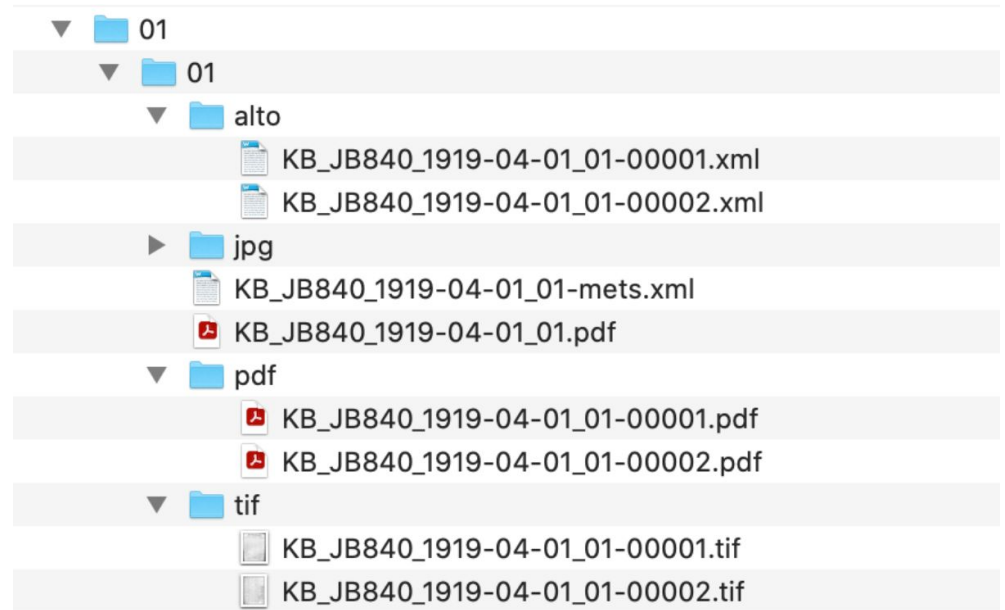 01
01
alto
KB_JB840_1919-04-01_01-00001.xml
KB_JB840_1919-04-01_01-00002.xml
jpg
KB_JB840_1919-04-01_01-mets.xml
KB_JB840_1919-04-01_01.pdf
pdf
KB_JB840_1919-04-01_01-00001.pdf
KB_JB840_1919-04-01_01-00002.pdf
tif
KB_JB840_1919-04-01_01-00001.tif
KB_JB840_1919-04-01_01-00002.tif